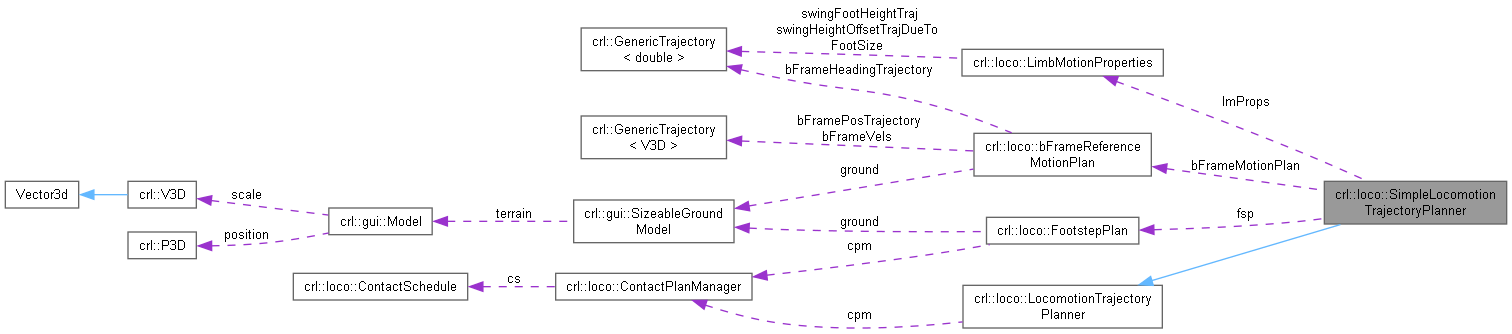 swingFootHeightTraj
swingHeightOffsetTrajDueTo
FootSize
crl::GenericTrajectory
< double >
crl::loco::LimbMotionProperties
bFrameHeadingTrajectory
lmProps
crl::GenericTrajectory
< V3D >
bFramePosTrajectory
bFrameVels
crl::loco::bFrameReference
MotionPlan
bFrameMotionPlan
ground
Vector3d
crl::V3D
scale
crl::SimpleLocomotion
TrajectoryPlanner
crl::gui::Model
terrain
crl::gui::SizeableGround
Model
ground
fsp
crl::loco::FootstepPlan
crl::P3D
position
cpm
crl::loco::ContactSchedule
cs
crl::loco::ContactPlanManager
crl::loco::LocomotionTrajectory
Planner
cpm